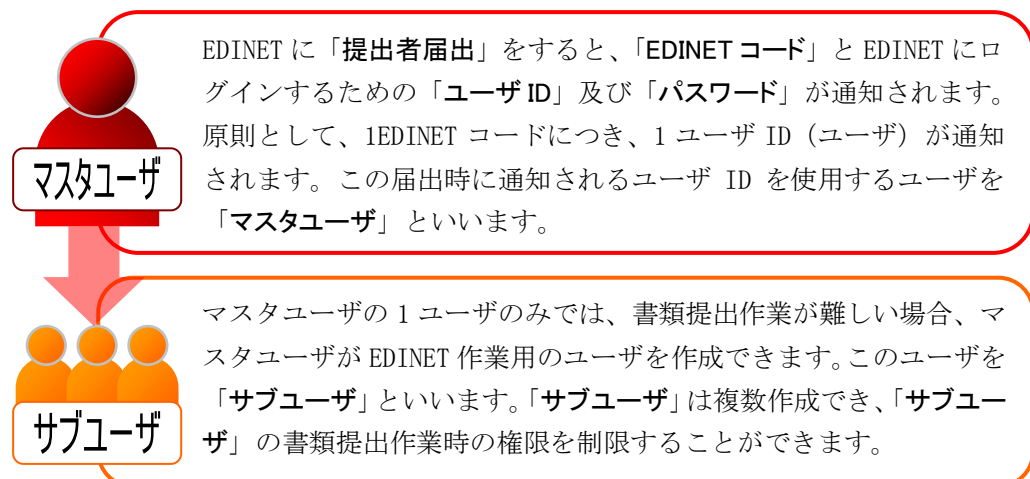 EDINET に「提出者届出」をすると、「EDINET コード」と EDINET にロ
グインするための「ユーザ ID」及び「パスワード」が通知されます。
原則として、1EDINET コードにつき、1 ユーザ ID（ユーザ）が通知
されます。この届出時に通知されるユーザ ID を使用するユーザを
「マスタユーザ」といいます。
マスタユーザ
マスタユーザの 1 ユーザのみでは、書類提出作業が難しい場合、マ
スタユーザが EDINET 作業用のユーザを作成できます。このユーザを
「サブユーザ」といいます。「サブユーザ」は複数作成でき、「サブユー
ザ」の書類提出作業時の権限を制限することができます。
サブユーザ